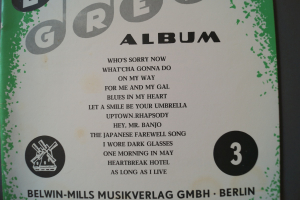 GREA
ALBUM
WHO'S SORRY NOW
WHAT'CHA GONNA DO
ON MY WAY
FOR ME AND MY GAL
BLUES IN MY HEART
LET A SMILE BE YOUR UMBRELLA
UPTOWN RHAPSODY
HEY, MR. BANJO
THE JAPANESE FAREWELL SONG
I WORE DARK GLASSES
ONE MORNING IN MAY
HEARTBREAK HOTEL
AS LONG AS I LIVE
3
BELWIN-MILLS MUSIKVERLAG GMBH · BERLIN